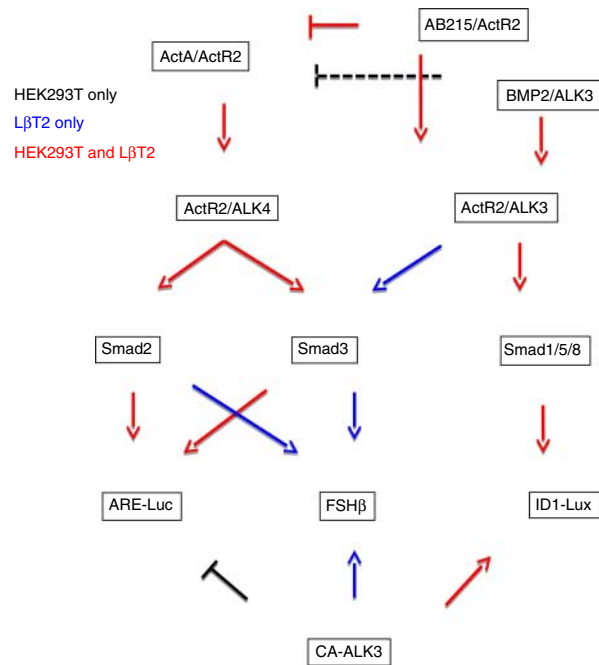 AB215/ActR2
ActA/ActR2
HEK293T only
BMP2/ALK3
LβT2 only
HEK293T and LβT2
ActR2/ALK4
ActR2/ALK3
Smad2
Smad3
Smad1/5/8
ARE-Luc
FSHβ
ID1-Lux
CA-ALK3